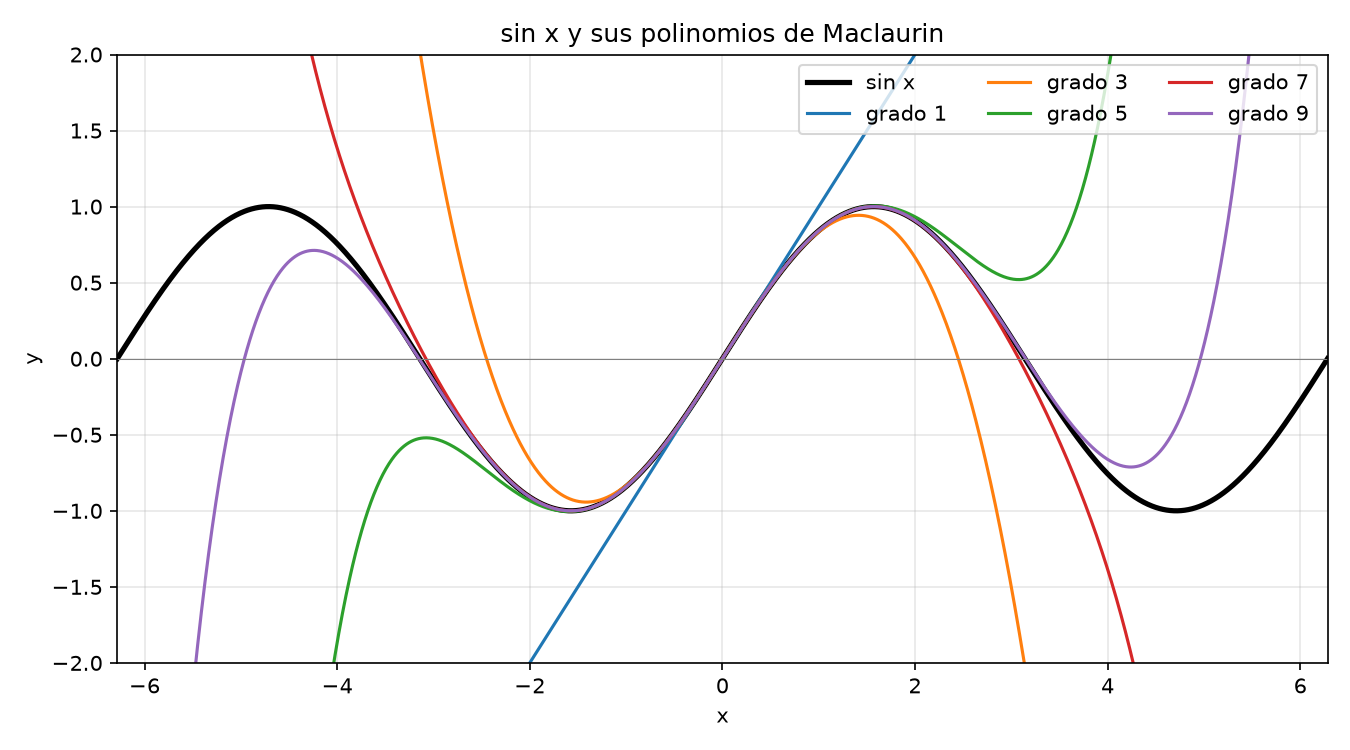 sin x y sus polinomios de Maclaurin
sin x
grado 1
grado 3
grado 5
grado 7
grado 9
2.0
1.5
1.0
0.5
0.0
−0.5
−1.0
−1.5
−2.0
y
−6 −4 −2 0 2 4 6
x